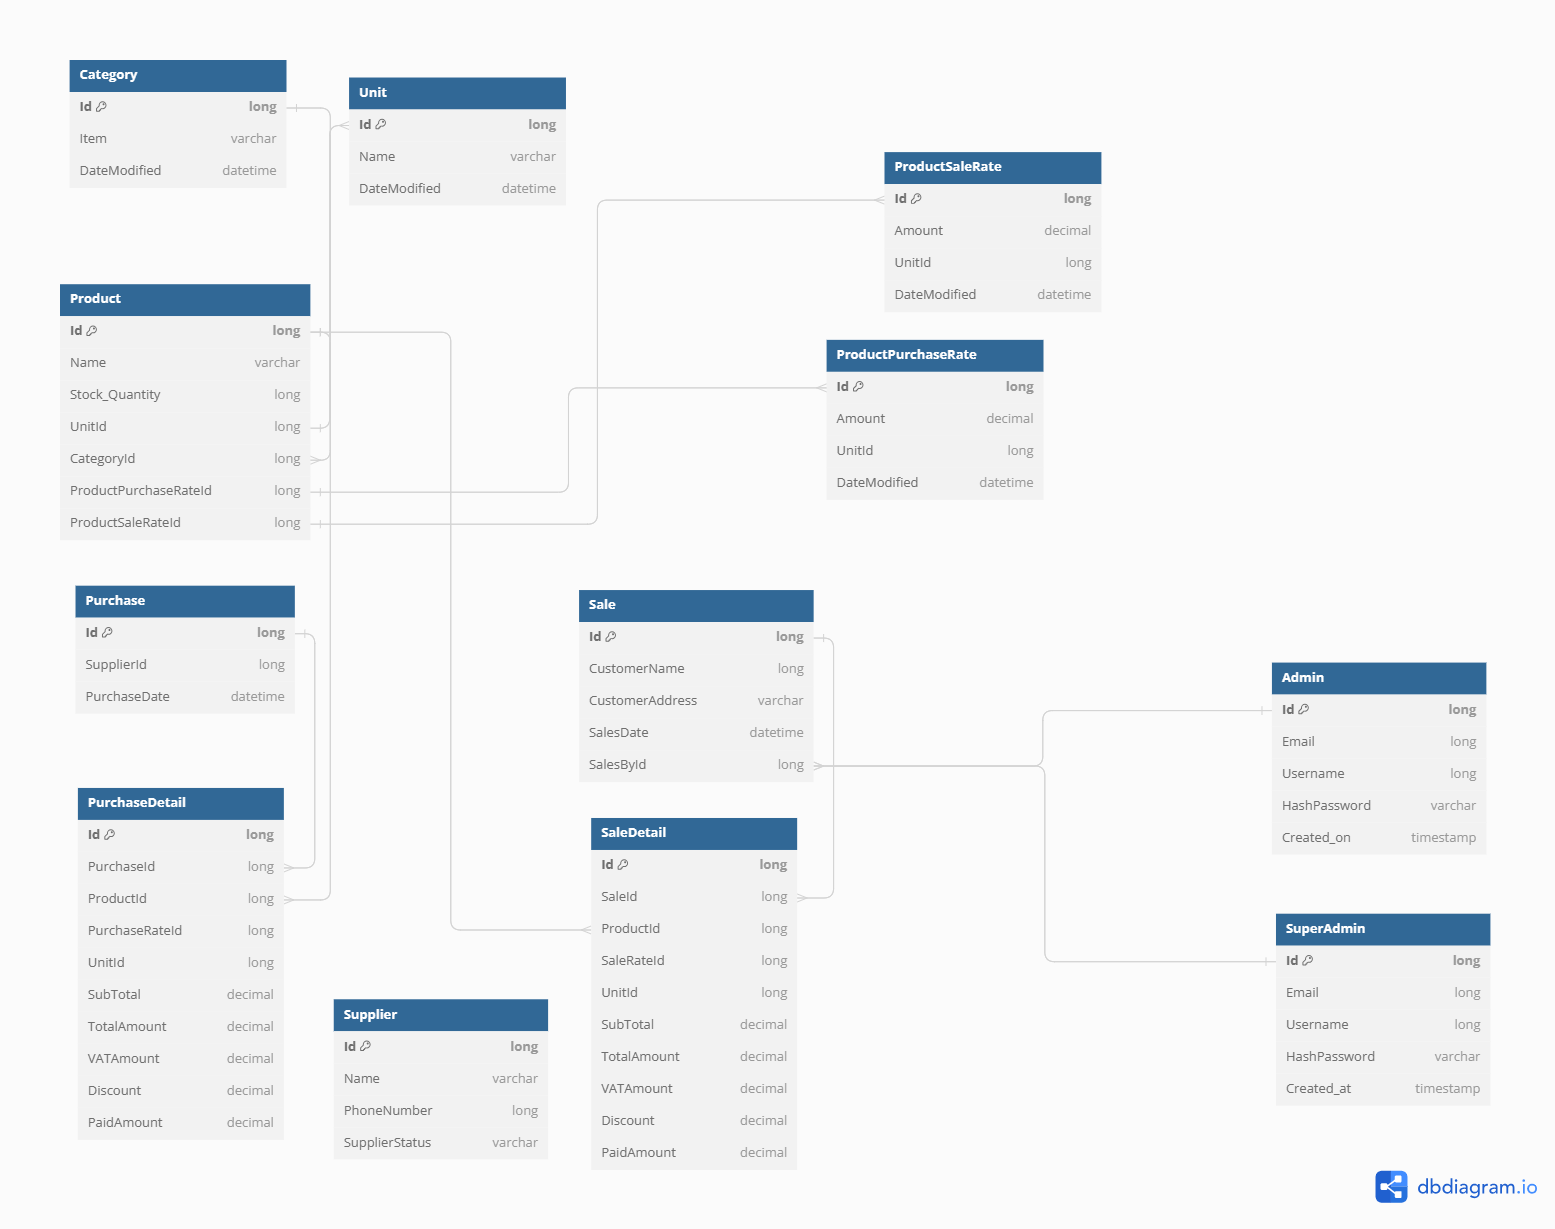 Category
Id long
Item varchar
DateModified datetime
Unit
Id long
Name varchar
DateModified datetime
ProductSaleRate
Id long
Amount decimal
UnitId long
DateModified datetime
Product
Id long
Name varchar
Stock_Quantity long
UnitId long
CategoryId long
ProductPurchaseRateId long
ProductSaleRateId long
ProductPurchaseRate
Id long
Amount decimal
UnitId long
DateModified datetime
Purchase
Id long
SupplierId long
PurchaseDate datetime
Sale
Id long
CustomerName long
CustomerAddress varchar
SalesDate datetime
SalesById long
Admin
Id long
Email long
Username long
HashPassword varchar
Created_on timestamp
PurchaseDetail
Id long
PurchaseId long
ProductId long
PurchaseRateId long
UnitId long
SubTotal decimal
TotalAmount decimal
VATAmount decimal
Discount decimal
PaidAmount decimal
SaleDetail
Id long
SaleId long
ProductId long
SaleRateId long
UnitId long
SubTotal decimal
TotalAmount decimal
VATAmount decimal
Discount decimal
PaidAmount decimal
SuperAdmin
Id long
Email long
Username long
HashPassword varchar
Created_at timestamp
Supplier
Id long
Name varchar
PhoneNumber long
SupplierStatus varchar
dbdiagram.io